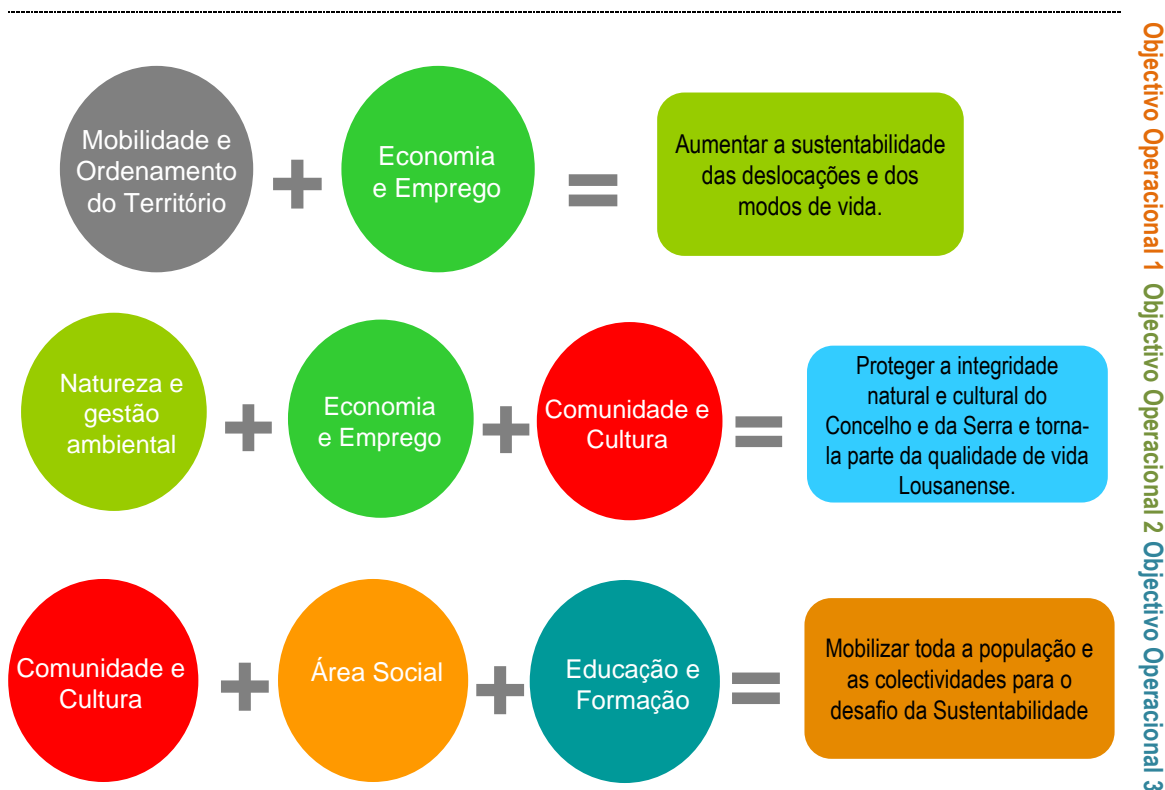 Mobilidade e
Ordenamento
do Território
+
Economia
e Emprego
=
Aumentar a sustentabilidade
das deslocações e dos
modos de vida.
Objectivo Operacional 1
Natureza e
gestão
ambiental
+
Economia
e Emprego
+
Comunidade e
Cultura
=
Proteger a integridade
natural e cultural do
Concelho e da Serra e torna-
la parte da qualidade de vida
Lousanense.
Objectivo Operacional 2
Comunidade e
Cultura
+
Área Social
+
Educação e
Formação
=
Mobilizar toda a população e
as colectividades para o
desafio da Sustentabilidade
Objectivo Operacional 3